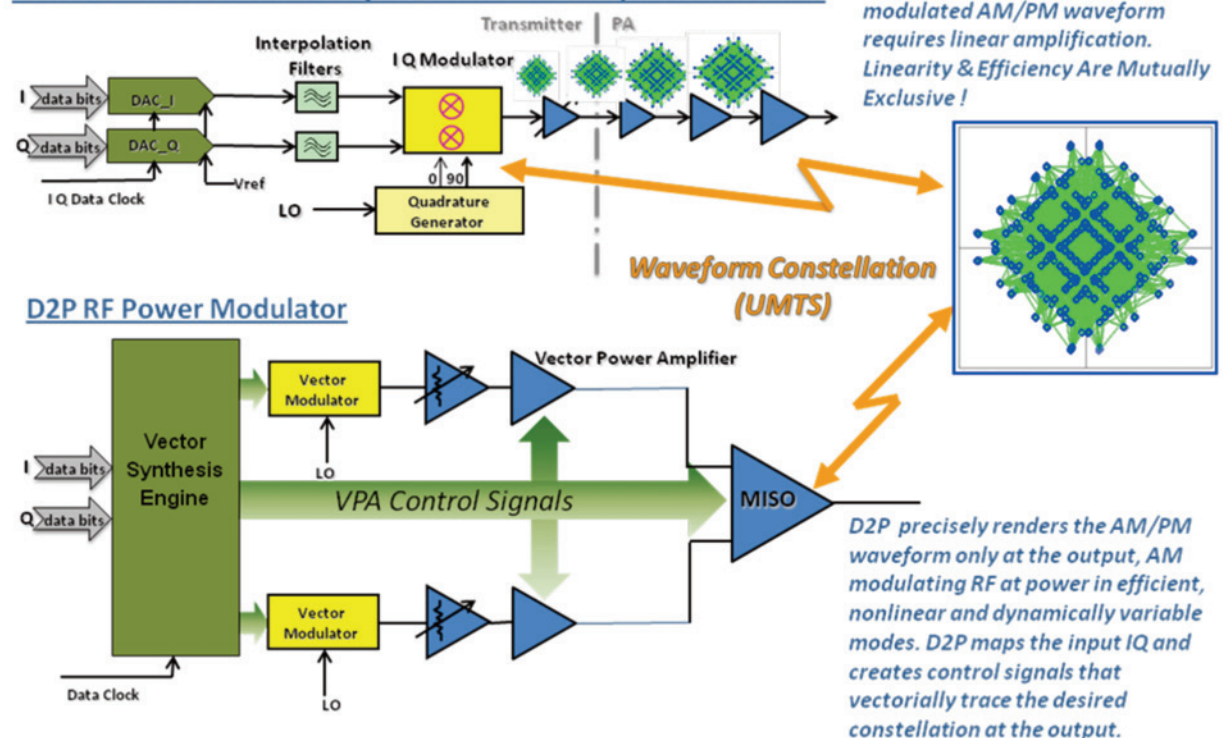 modulated AM/PM waveform
requires linear amplification.
Linearity & Efficiency Are Mutually
Exclusive !
Transmitter
PA
Interpolation
Filters
IQ Modulator
I
data bits
DAC_I
Q
data bits
DAC_Q
IQ Data Clock
Vref
0
90
LO
Quadrature
Generator
Waveform Constellation
(UMTS)
D2P RF Power Modulator
Vector Power Amplifier
Vector
Modulator
LO
I
data bits
Q
data bits
Vector
Synthesis
Engine
VPA Control Signals
MISO
Vector
Modulator
LO
Data Clock
D2P precisely renders the AM/PM
waveform only at the output, AM
modulating RF at power in efficient,
nonlinear and dynamically variable
modes. D2P maps the input IQ and
creates control signals that
vectorially trace the desired
constellation at the output.